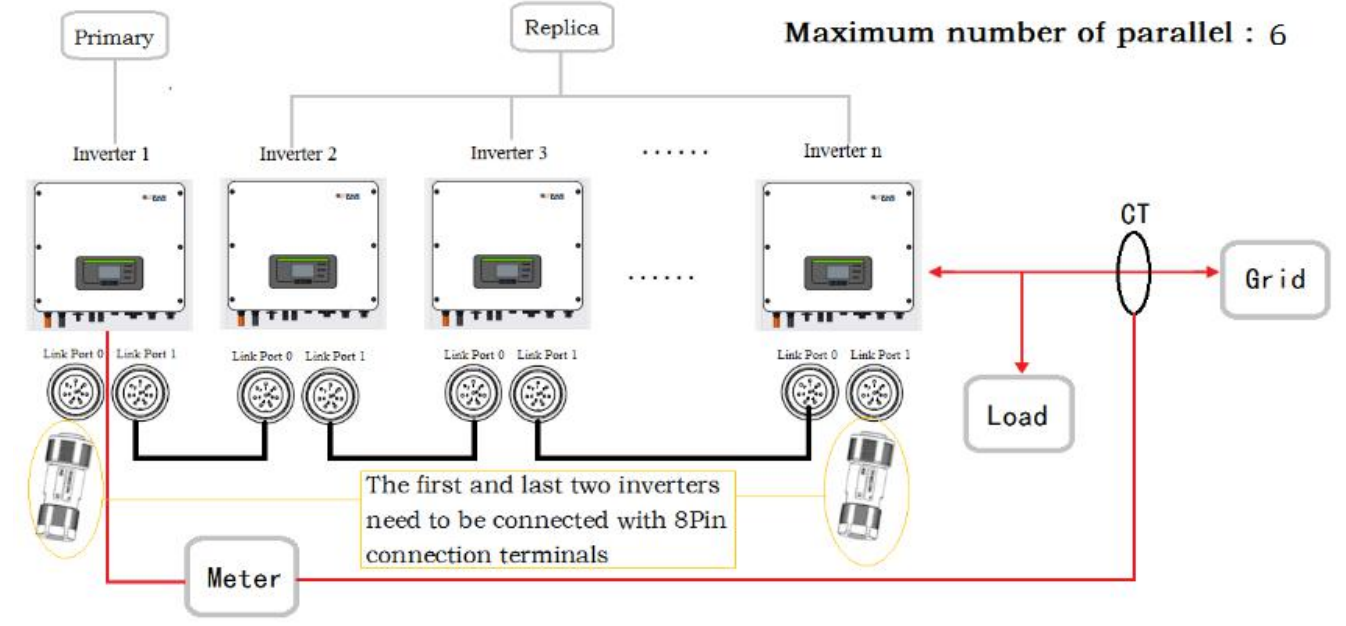 Primary
Replica
Maximum number of parallel : 6
Inverter 1
Inverter 2
Inverter 3
......
Inverter n
CT
......
Grid
Link Port 0 Link Port 1
Link Port 0 Link Port 1
Link Port 0 Link Port 1
Link Port 0 Link Port 1
Load
The first and last two inverters
need to be connected with 8Pin
connection terminals
Meter